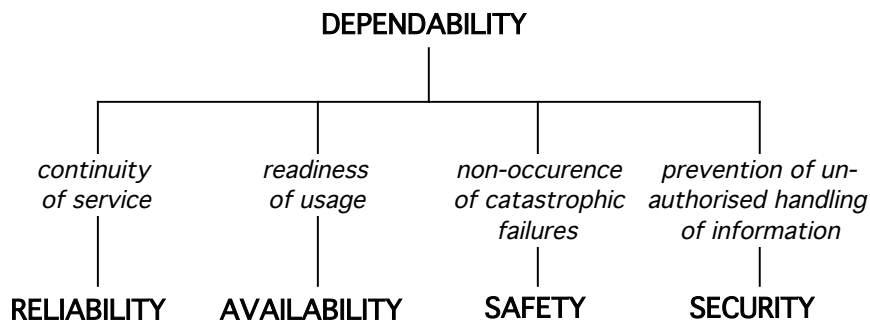 DEPENDABILITY
continuity
of service
readiness
of usage
non-occurence
of catastrophic
failures
prevention of un-
authorised handling
of information
RELIABILITY
AVAILABILITY
SAFETY
SECURITY